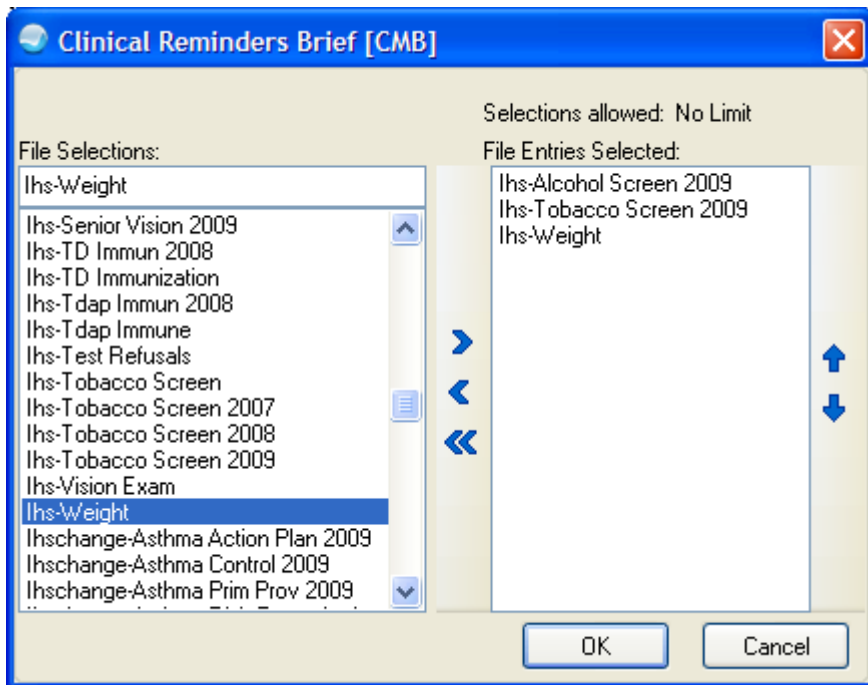 Clinical Reminders Brief [CMB]
Selections allowed: No Limit
File Selections:
Ihs-Weight
Ihs-Senior Vision 2009
Ihs-TD Immun 2008
Ihs-TD Immunization
Ihs-Tdap Immun 2008
Ihs-Tdap Immune
Ihs-Test Refusals
Ihs-Tobacco Screen
Ihs-Tobacco Screen 2007
Ihs-Tobacco Screen 2008
Ihs-Tobacco Screen 2009
Ihs-Vision Exam
Ihs-Weight
Ihschange-Asthma Action Plan 2009
Ihschange-Asthma Control 2009
Ihschange-Asthma Prim Prov 2009
File Entries Selected:
Ihs-Alcohol Screen 2009
Ihs-Tobacco Screen 2009
Ihs-Weight
OK
Cancel